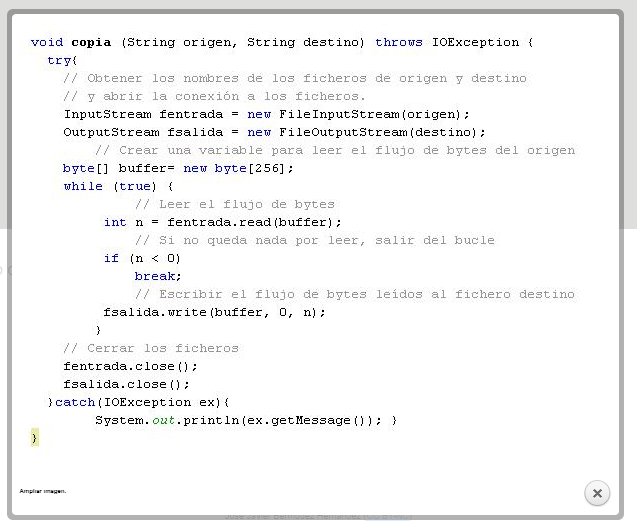 void copia (String origen, String destino) throws IOException {
try{
// Obtener los nombres de los ficheros de origen y destino
// y abrir la conexión a los ficheros.
InputStream fentrada = new FileInputStream(origen);
OutputStream fsalida = new FileOutputStream(destino);
// Crear una variable para leer el flujo de bytes del origen
byte[] buffer= new byte[256];
while (true) {
// Leer el flujo de bytes
int n = fentrada.read(buffer);
// Si no queda nada por leer, salir del bucle
if (n < 0)
break;
// Escribir el flujo de bytes leídos al fichero destino
fsalida.write(buffer, 0, n);
}
// Cerrar los ficheros
fentrada.close();
fsalida.close();
}catch(IOException ex){
System.out.println(ex.getMessage()); }
}
Ampliar imagen.